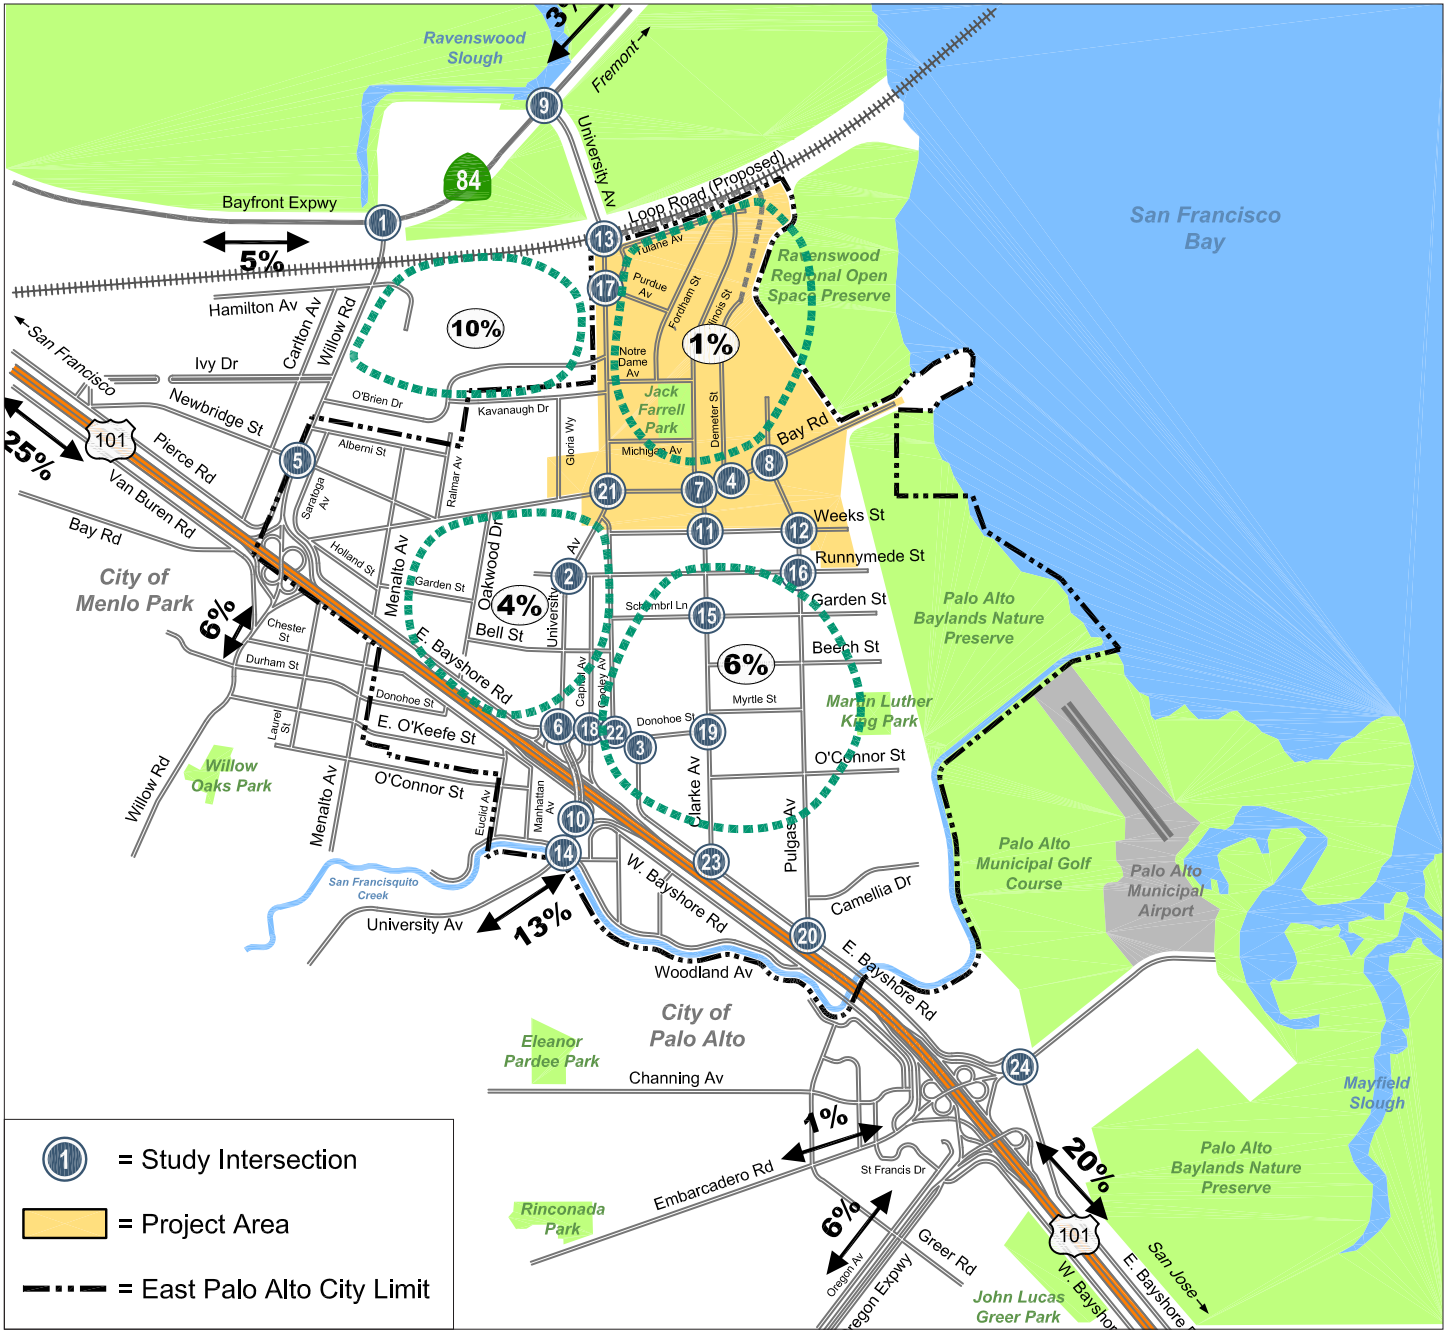 Ravenswood
Slough
3%
Fremont →
9
University Av
84
Loop Road (Proposed)
Bayfront Expwy
1
5%
13
Tulane Av
San Francisco
Bay
Ravenswood
Regional Open
Space Preserve
17
Purdue
Av
Fordham St
Illinois St
Hamilton Av
Carlton Av
Willow Rd
10%
1%
← San Francisco
Ivy Dr
Notre
Dame
Av
O'Brien Dr
Kavanaugh Dr
Jack
Farrell
Park
Demeter St
Bay Rd
Newbridge St
Gloria Wy
25%
101
Pierce Rd
5
Alberni St
Ralmar Av
Michigan Av
8
4
7
21
Saratoga
Av
Van Buren Rd
Bay Rd
Weeks St
11
12
Runnymede St
Oakwood Dr
Menalto Av
Holland St
Garden St
University
Av
2
16
City of
Menlo Park
4%
Schembri Ln
15
Garden St
Palo Alto
Baylands Nature
Preserve
6%
Chester
St
Bell St
Beech St
6%
Durham St
E. Bayshore Rd
Capitol Av
Cooley Av
Donohoe St
Myrtle St
Martin Luther
King Park
Laurel
St
E. O'Keefe St
6
18
22
3
Donohoe St
19
O'Connor St
Willow
Oaks Park
Willow Rd
O'Connor St
Menalto Av
Euclid Av
Manhattan
Av
Clarke Av
Pulgas Av
10
14
23
Palo Alto
Municipal Golf
Course
Palo Alto
Municipal
Airport
San Francisquito
Creek
W. Bayshore Rd
Camellia Dr
University Av
13%
20
E. Bayshore Rd
Woodland Av
City of
Palo Alto
Eleanor
Pardee Park
Channing Av
24
Mayfield
Slough
1%
St Francis Dr
20%
Palo Alto
Baylands Nature
Preserve
Embarcadero Rd
Rinconada
Park
6%
Greer Rd
101
Oregon Av
Oregon Expwy
San Jose →
John Lucas
Greer Park
W. Bayshor
E. Bayshore R
1
= Study Intersection
= Project Area
= East Palo Alto City Limit